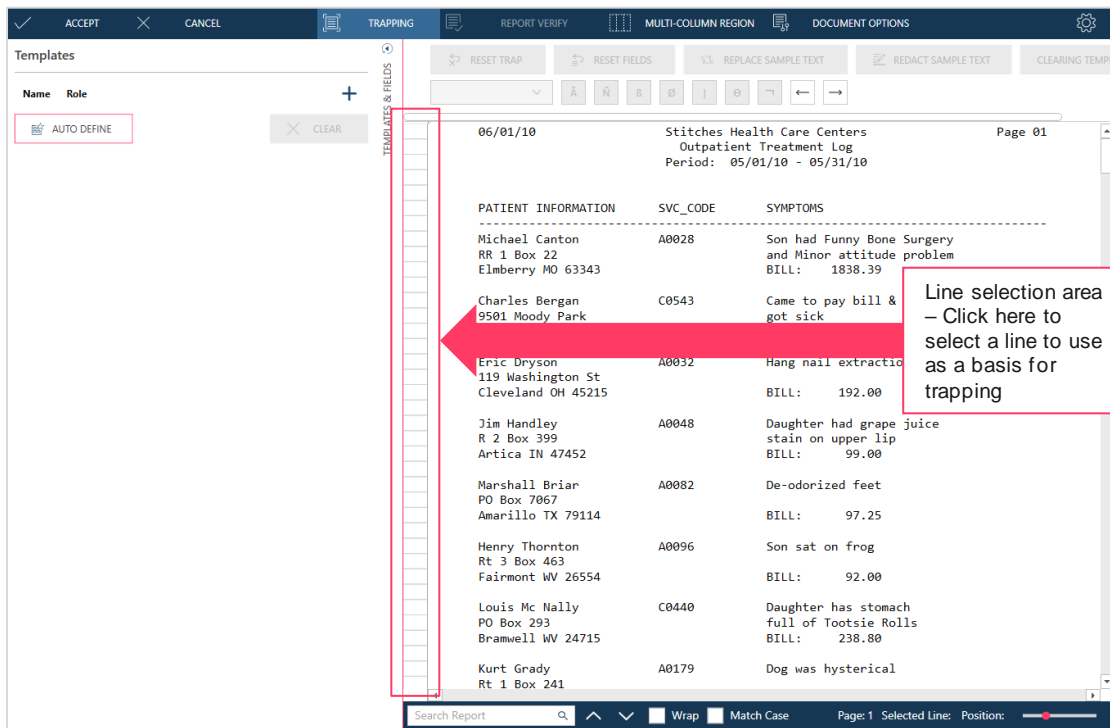 ACCEPT CANCEL TRAPPING REPORT VERIFY MULTI-COLUMN REGION DOCUMENT OPTIONS
Templates
Name Role +
AUTO DEFINE CLEAR
TEMPLATES & FIELDS
RESET TRAP RESET FIELDS REPLACE SAMPLE TEXT REDACT SAMPLE TEXT CLEARING TEMP
Ã Ñ ß Ø | Θ ¬ ← →
06/01/10 Stitches Health Care Centers Page 01
Outpatient Treatment Log
Period: 05/01/10 - 05/31/10
PATIENT INFORMATION SVC_CODE SYMPTOMS
Michael Canton A0028 Son had Funny Bone Surgery
RR 1 Box 22 and Minor attitude problem
Elmberry MO 63343 BILL: 1838.39
Charles Bergan C0543 Came to pay bill &
9501 Moody Park got sick
Eric Dryson A0032 Hang nail extractio
119 Washington St
Cleveland OH 45215 BILL: 192.00
Jim Handley A0048 Daughter had grape juice
R 2 Box 399 stain on upper lip
Artica IN 47452 BILL: 99.00
Marshall Briar A0082 De-odorized feet
PO Box 7067
Amarillo TX 79114 BILL: 97.25
Henry Thornton A0096 Son sat on frog
Rt 3 Box 463
Fairmont WV 26554 BILL: 92.00
Louis Mc Nally C0440 Daughter has stomach
PO Box 293 full of Tootsie Rolls
Bramwell WV 24715 BILL: 238.80
Kurt Grady A0179 Dog was hysterical
Rt 1 Box 241
Line selection area
– Click here to
select a line to use
as a basis for
trapping
Search Report Wrap Match Case Page: 1 Selected Line: Position: